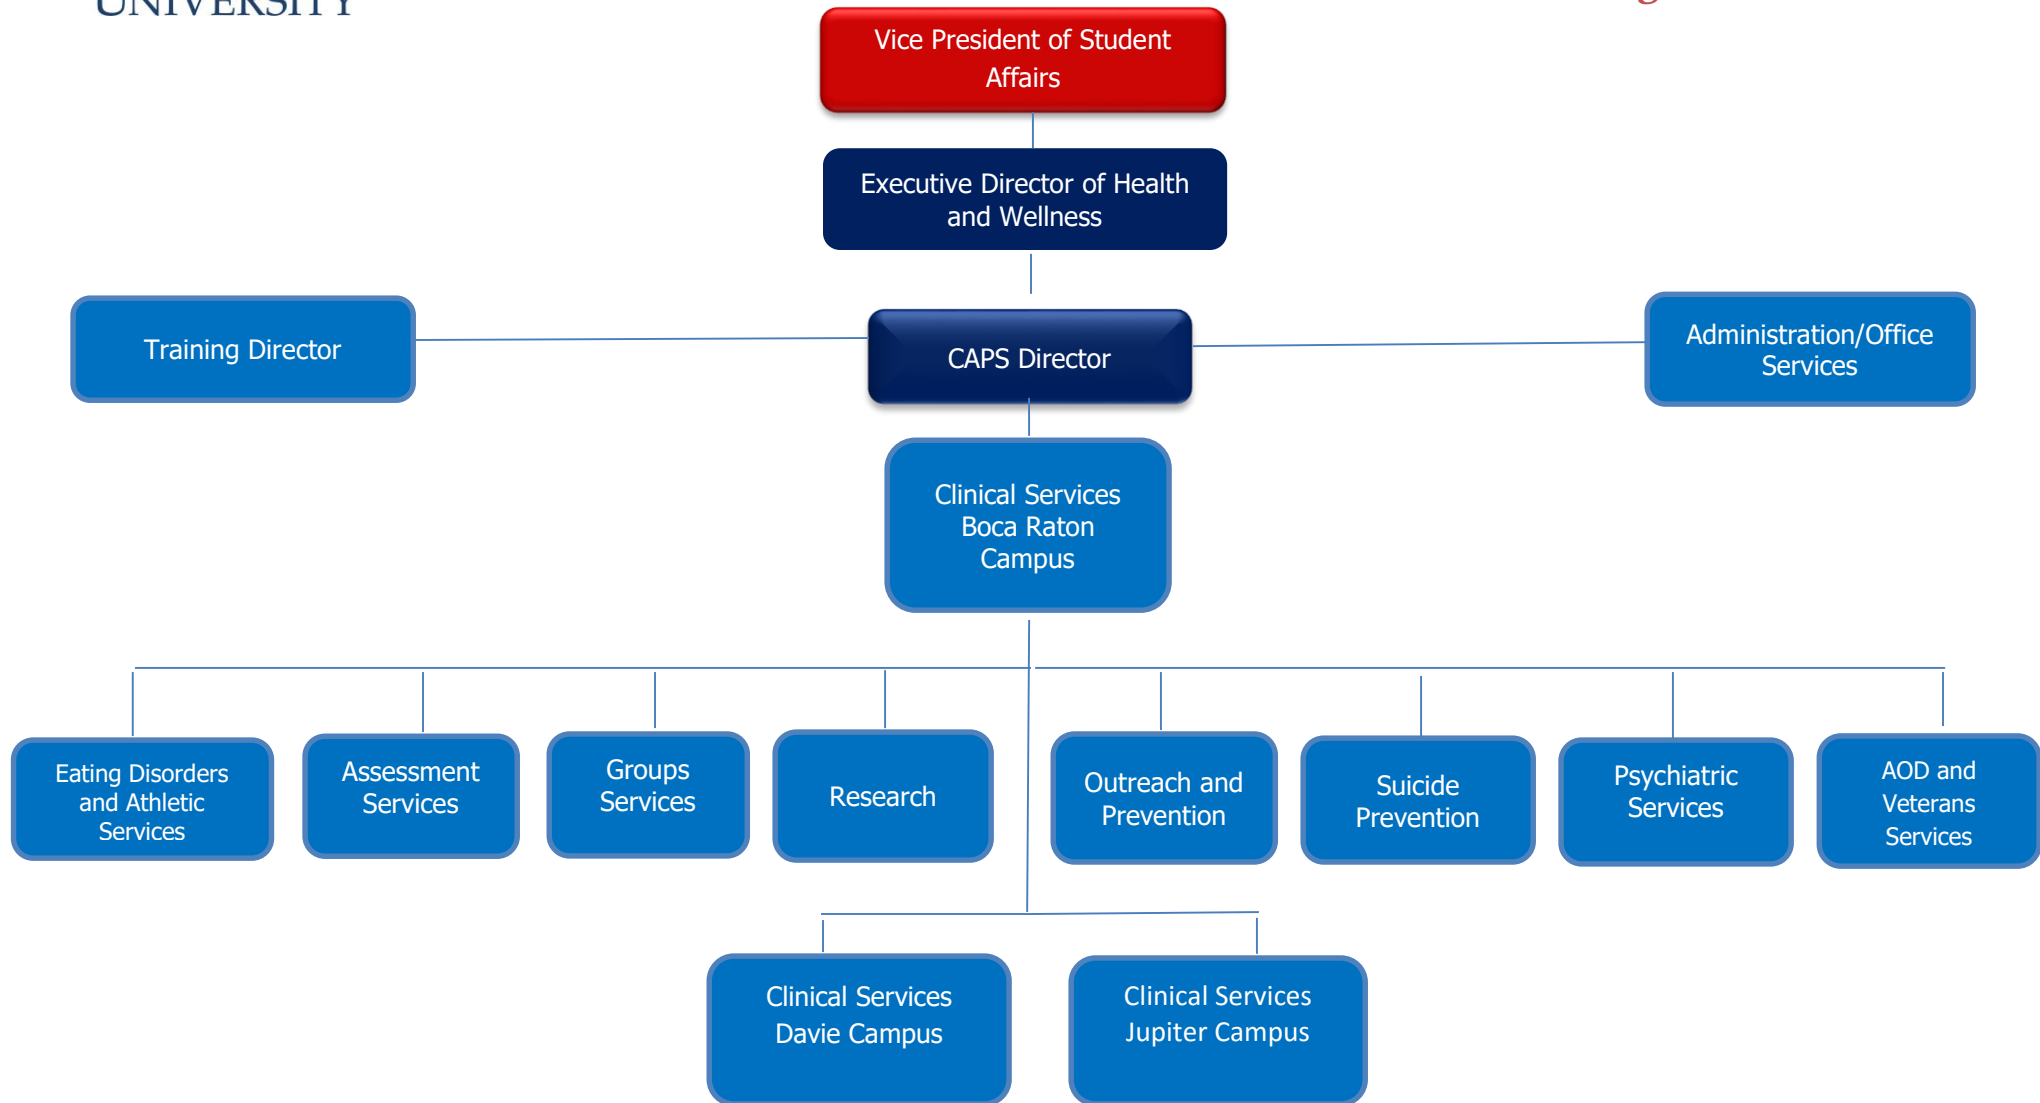 UNIVERSITY
Vice President of Student
Affairs
Executive Director of Health
and Wellness
Training Director
CAPS Director
Administration/Office
Services
Clinical Services
Boca Raton
Campus
Eating Disorders
and Athletic
Services
Assessment
Services
Groups
Services
Research
Outreach and
Prevention
Suicide
Prevention
Psychiatric
Services
AOD and
Veterans
Services
Clinical Services
Davie Campus
Clinical Services
Jupiter Campus